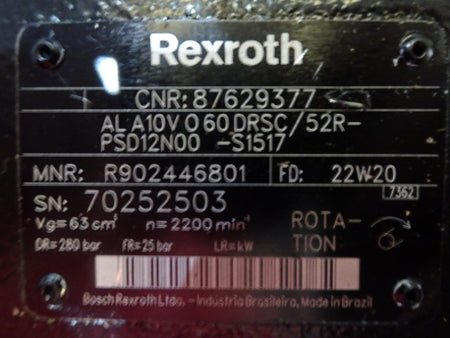 Rexroth
CNR: 87629377
AL A10V O 60 DRSC/52R-
PSD12N00 -S1517
MNR: R902446801 FD: 22W20
7362
SN: 70252503
Vg=63 cm³ n=2200 min⁻¹
ROTA-
TION
DR=280 bar FR=25 bar LR=kW
Bosch Rexroth Ltda. - Indústria Brasileira, Made in Brazil